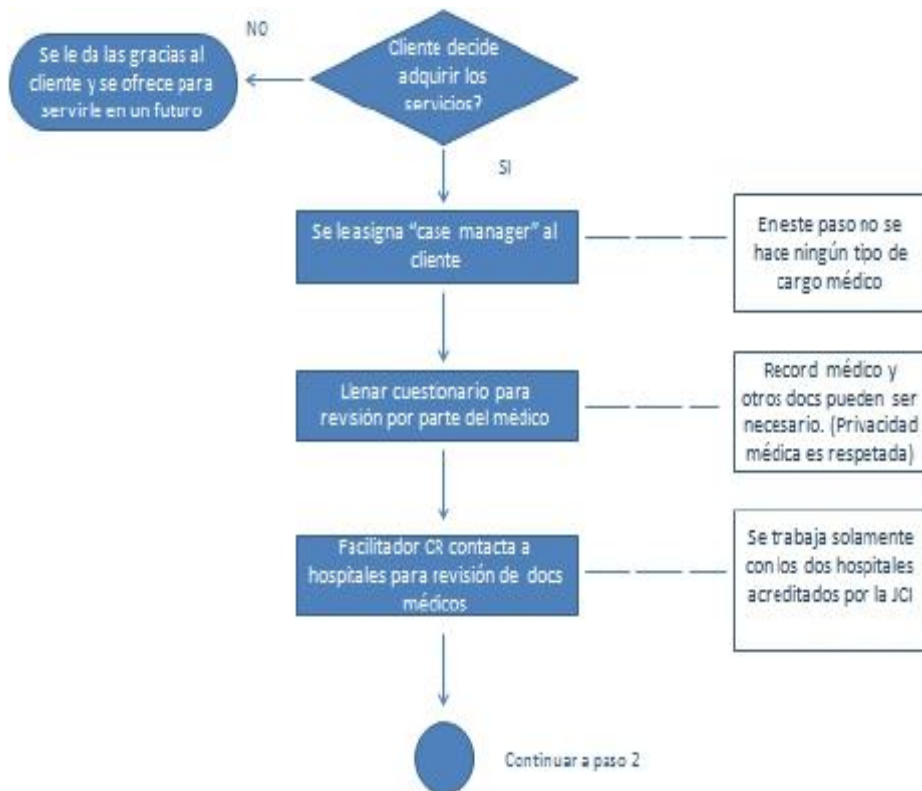 NO
Cliente decide
adquirir los
servicios?
Se le da las gracias al
cliente y se ofrece para
servirle en un futuro
SI
Se le asigna “case manager” al
cliente
En este paso no se
hace ningún tipo de
cargo médico
Llenar cuestionario para
revisión por parte del médico
Record médico y
otros docs pueden ser
necesario. (Privacidad
médica es respetada)
Facilitador CR contacta a
hospitales para revisión de docs
médicos
Se trabaja solamente
con los dos hospitales
acreditados por la JCI
Continuar a paso 2